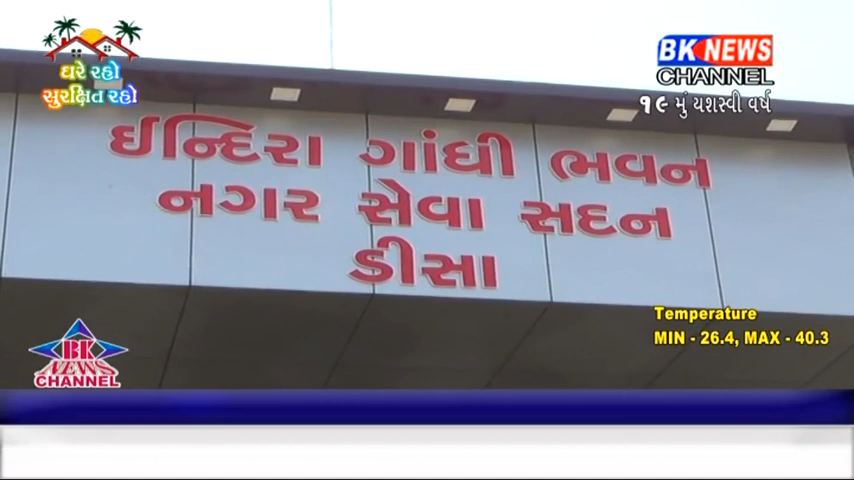 ઘરે રહો
સુરક્ષિત રહો
BK NEWS
CHANNEL
૧૯ મું યશસ્વી વર્ષ
ઈન્દિરા ગાંધી ભવન
નગર સેવા સદન
ડીસા
Temperature
MIN - 26.4, MAX - 40.3
BK
NEWS
CHANNEL